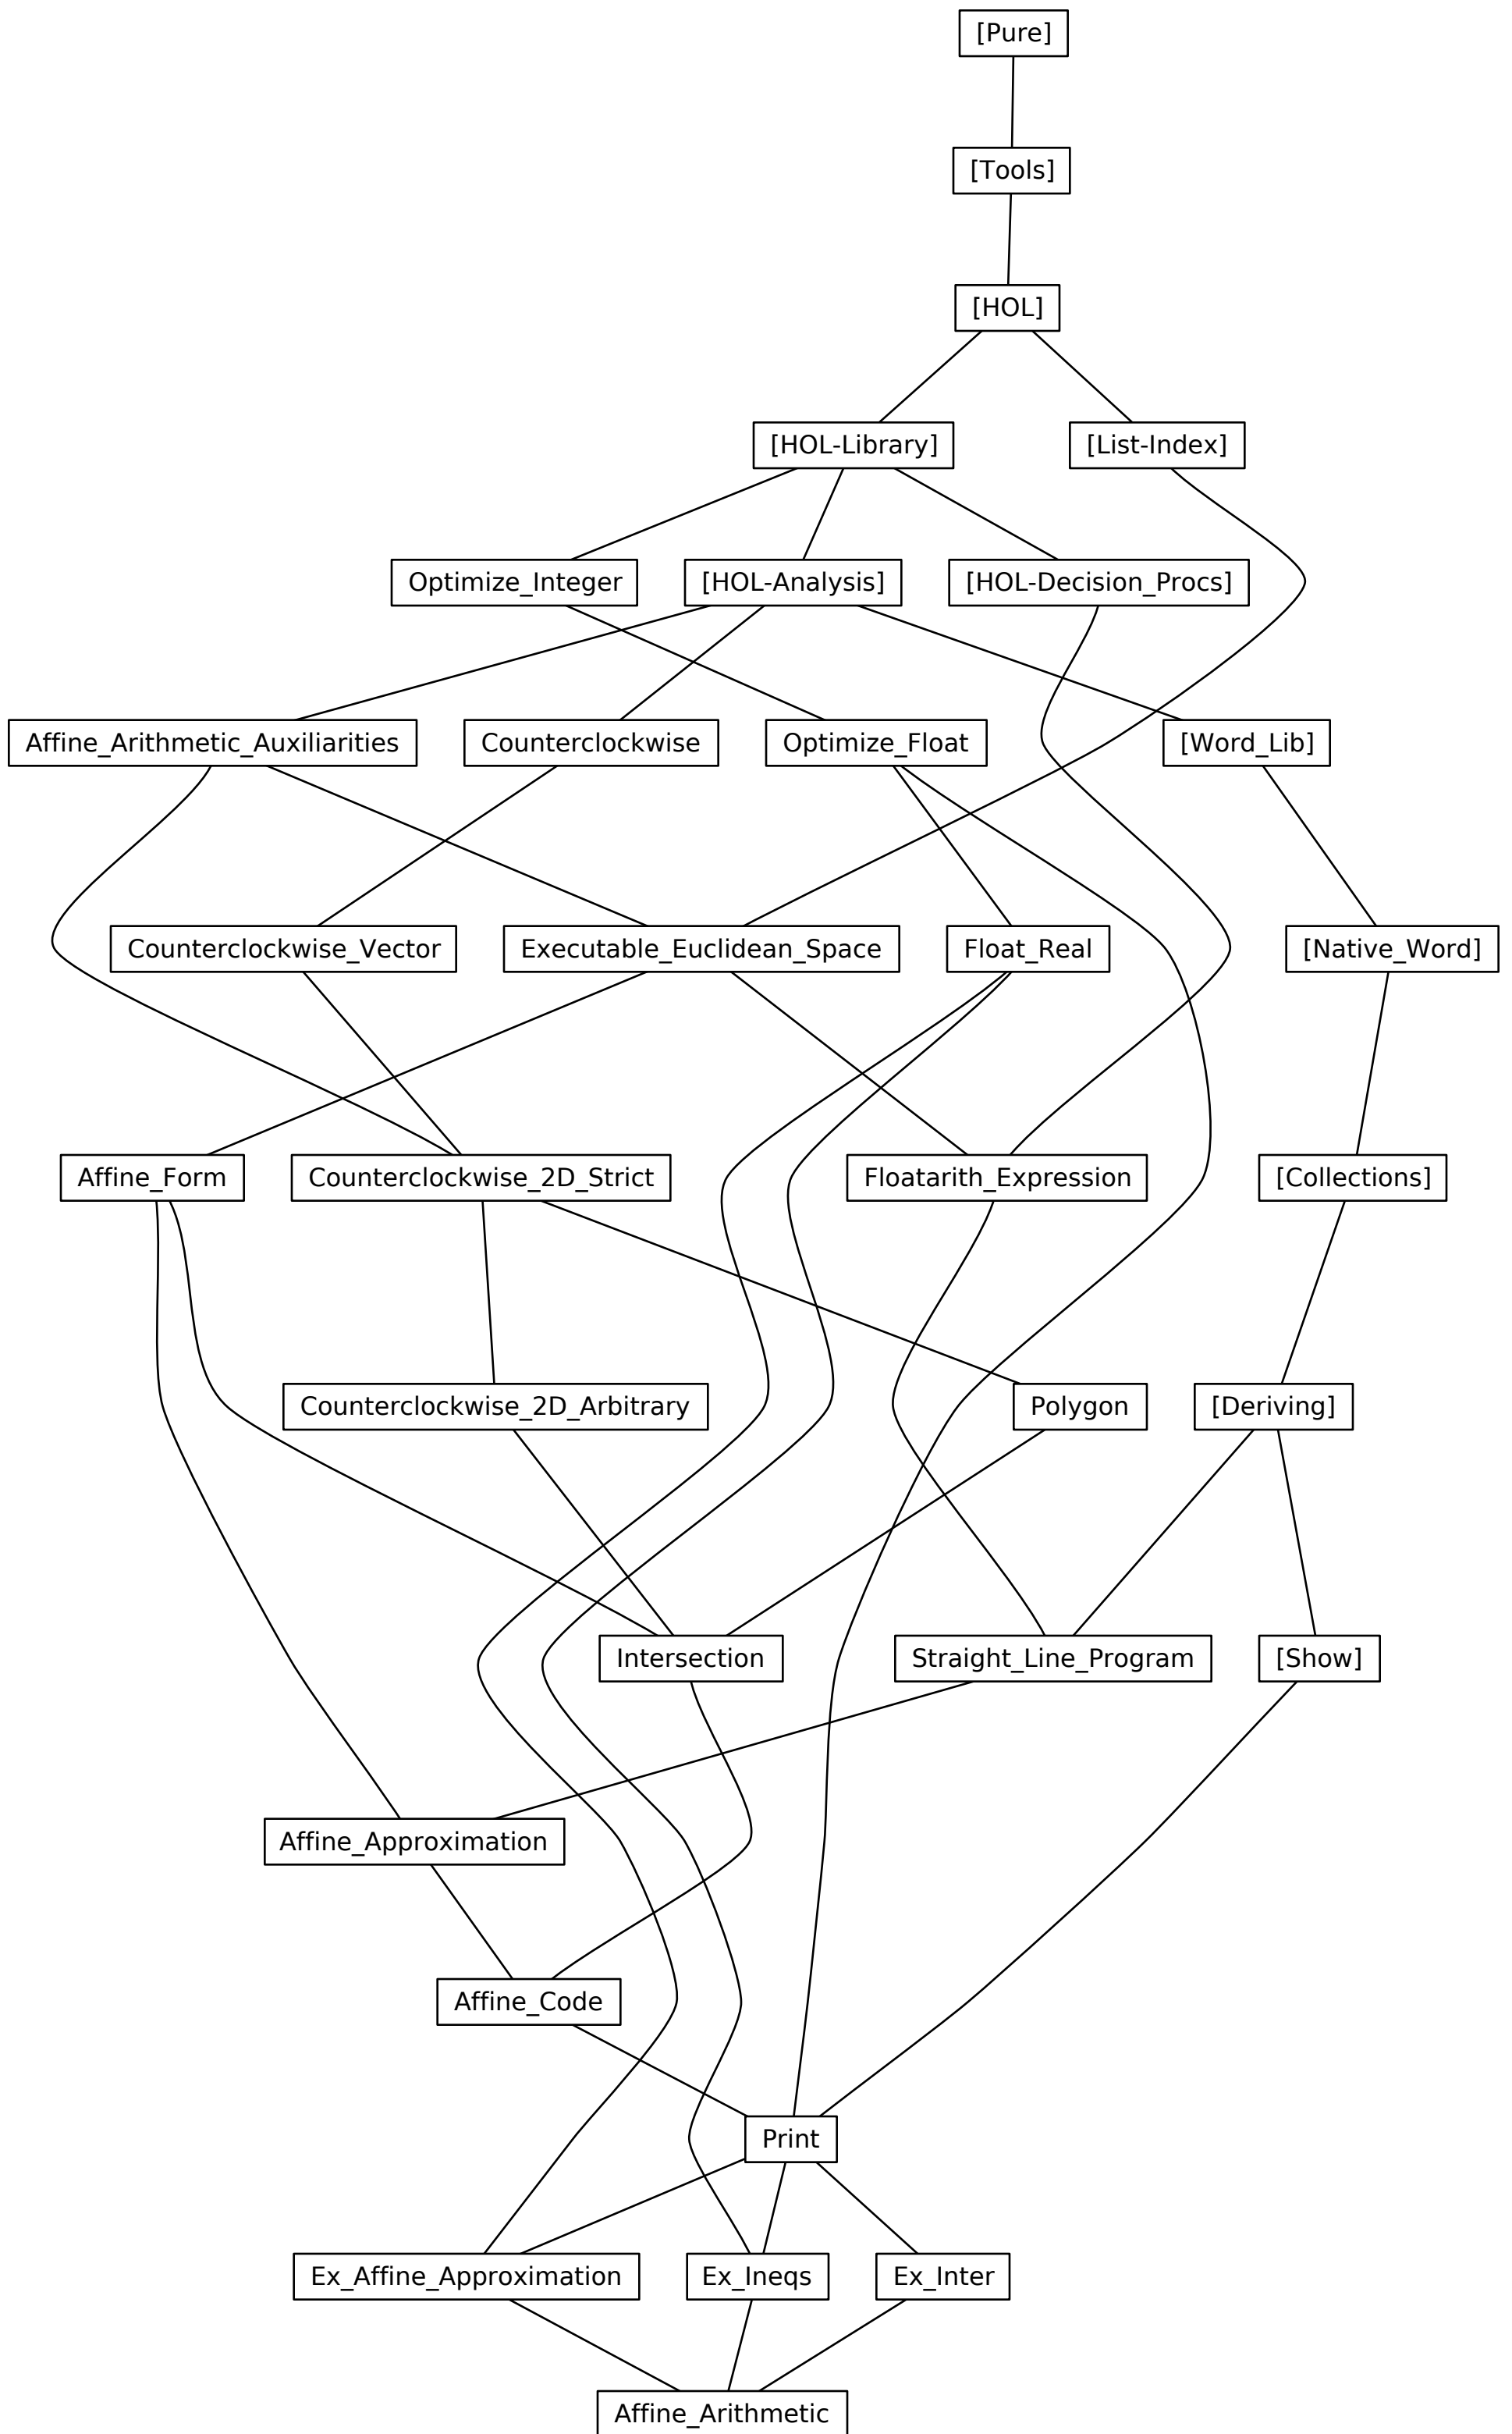 [Pure]
[Tools]
[HOL]
[HOL-Library]
[List-Index]
Optimize_Integer
[HOL-Analysis]
[HOL-Decision_Procs]
Affine_Arithmetic_Auxiliarities
Counterclockwise
Optimize_Float
[Word_Lib]
Counterclockwise_Vector
Executable_Euclidean_Space
Float_Real
[Native_Word]
Affine_Form
Counterclockwise_2D_Strict
Floatarith_Expression
[Collections]
Counterclockwise_2D_Arbitrary
Polygon
[Deriving]
Intersection
Straight_Line_Program
[Show]
Affine_Approximation
Affine_Code
Print
Ex_Affine_Approximation
Ex_Ineqs
Ex_Inter
Affine_Arithmetic